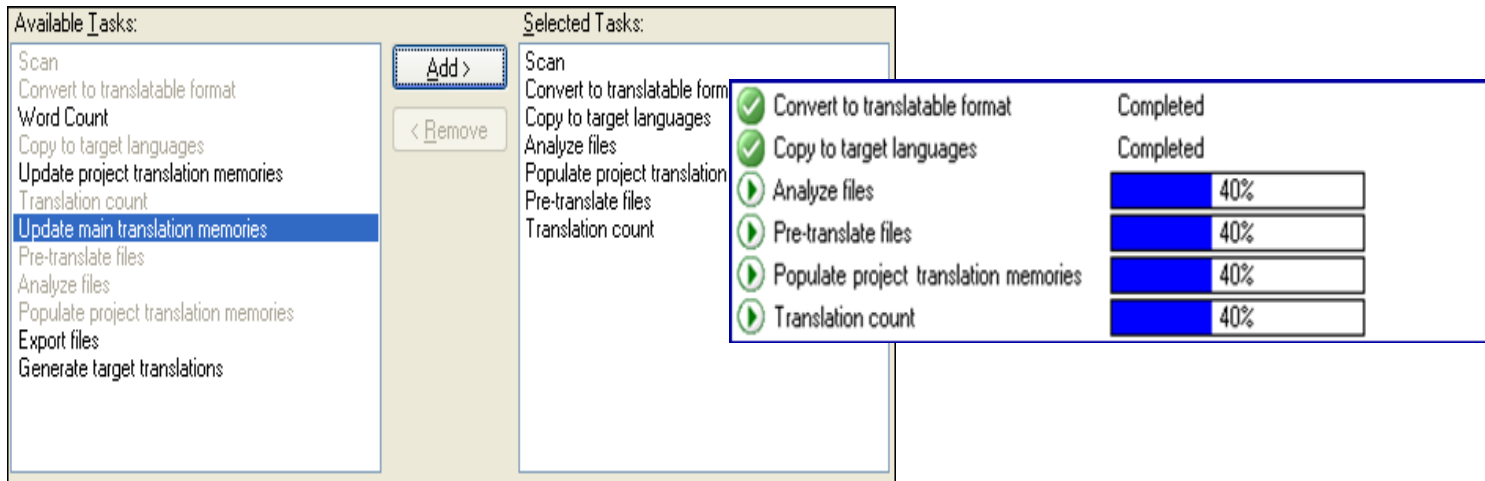 Available Tasks:
Scan
Convert to translatable format
Word Count
Copy to target languages
Update project translation memories
Translation count
Update main translation memories
Pre-translate files
Analyze files
Populate project translation memories
Export files
Generate target translations
Add >
< Remove
Selected Tasks:
Scan
Convert to translatable form
Copy to target languages
Analyze files
Populate project translation
Pre-translate files
Translation count
Convert to translatable format Completed
Copy to target languages Completed
Analyze files 40%
Pre-translate files 40%
Populate project translation memories 40%
Translation count 40%